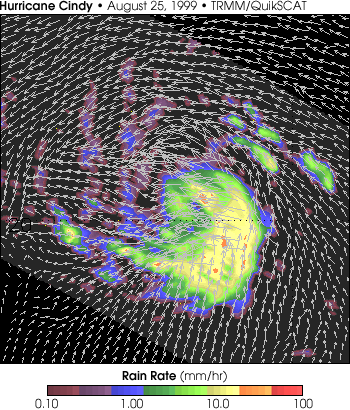 Hurricane Cindy • August 25, 1999 • TRMM/QuikSCAT
Rain Rate (mm/hr)
0.10 1.00 10.0 100